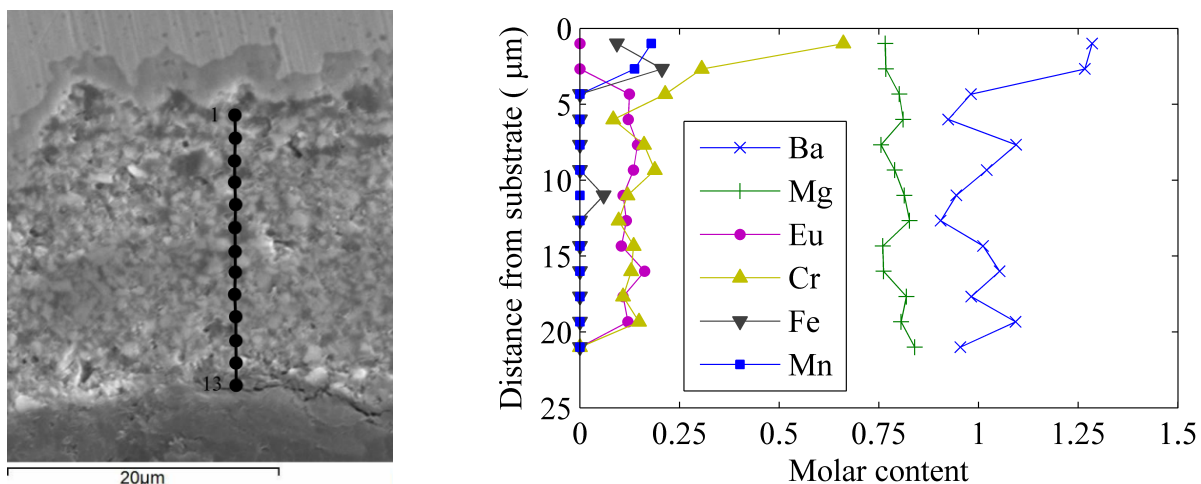 1
13
20µm
Distance from substrate ( µm)
0
5
10
15
20
25
Ba
Mg
Eu
Cr
Fe
Mn
0 0.25 0.5 0.75 1 1.25 1.5
Molar content